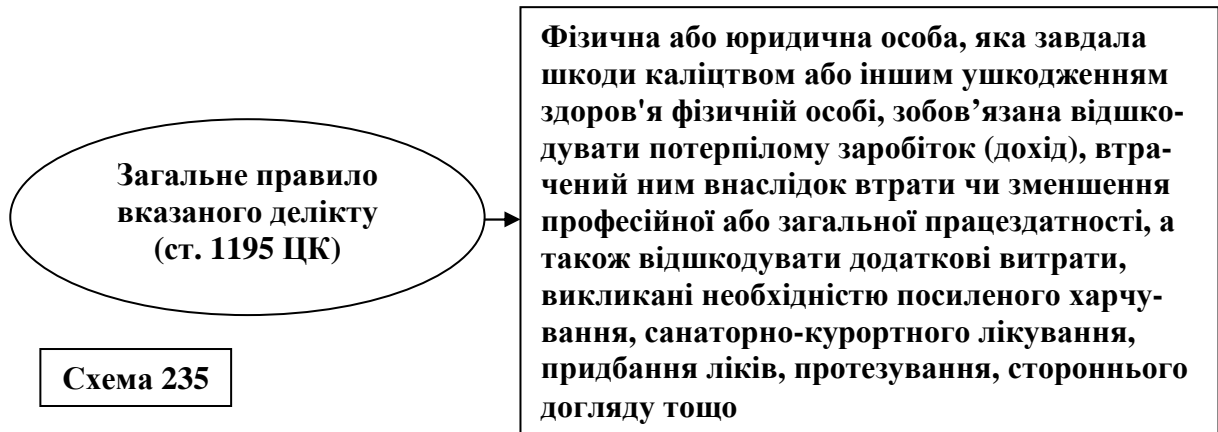 Загальне правило
вказаного делікту
(ст. 1195 ЦК)
Фізична або юридична особа, яка завдала
шкоди каліцтвом або іншим ушкодженням
здоров'я фізичній особі, зобов’язана відшко-
дувати потерпілому заробіток (дохід), втра-
чений ним внаслідок втрати чи зменшення
професійної або загальної працездатності, а
також відшкодувати додаткові витрати,
викликані необхідністю посиленого харчу-
вання, санаторно-курортного лікування,
придбання ліків, протезування, стороннього
догляду тощо
Схема 235